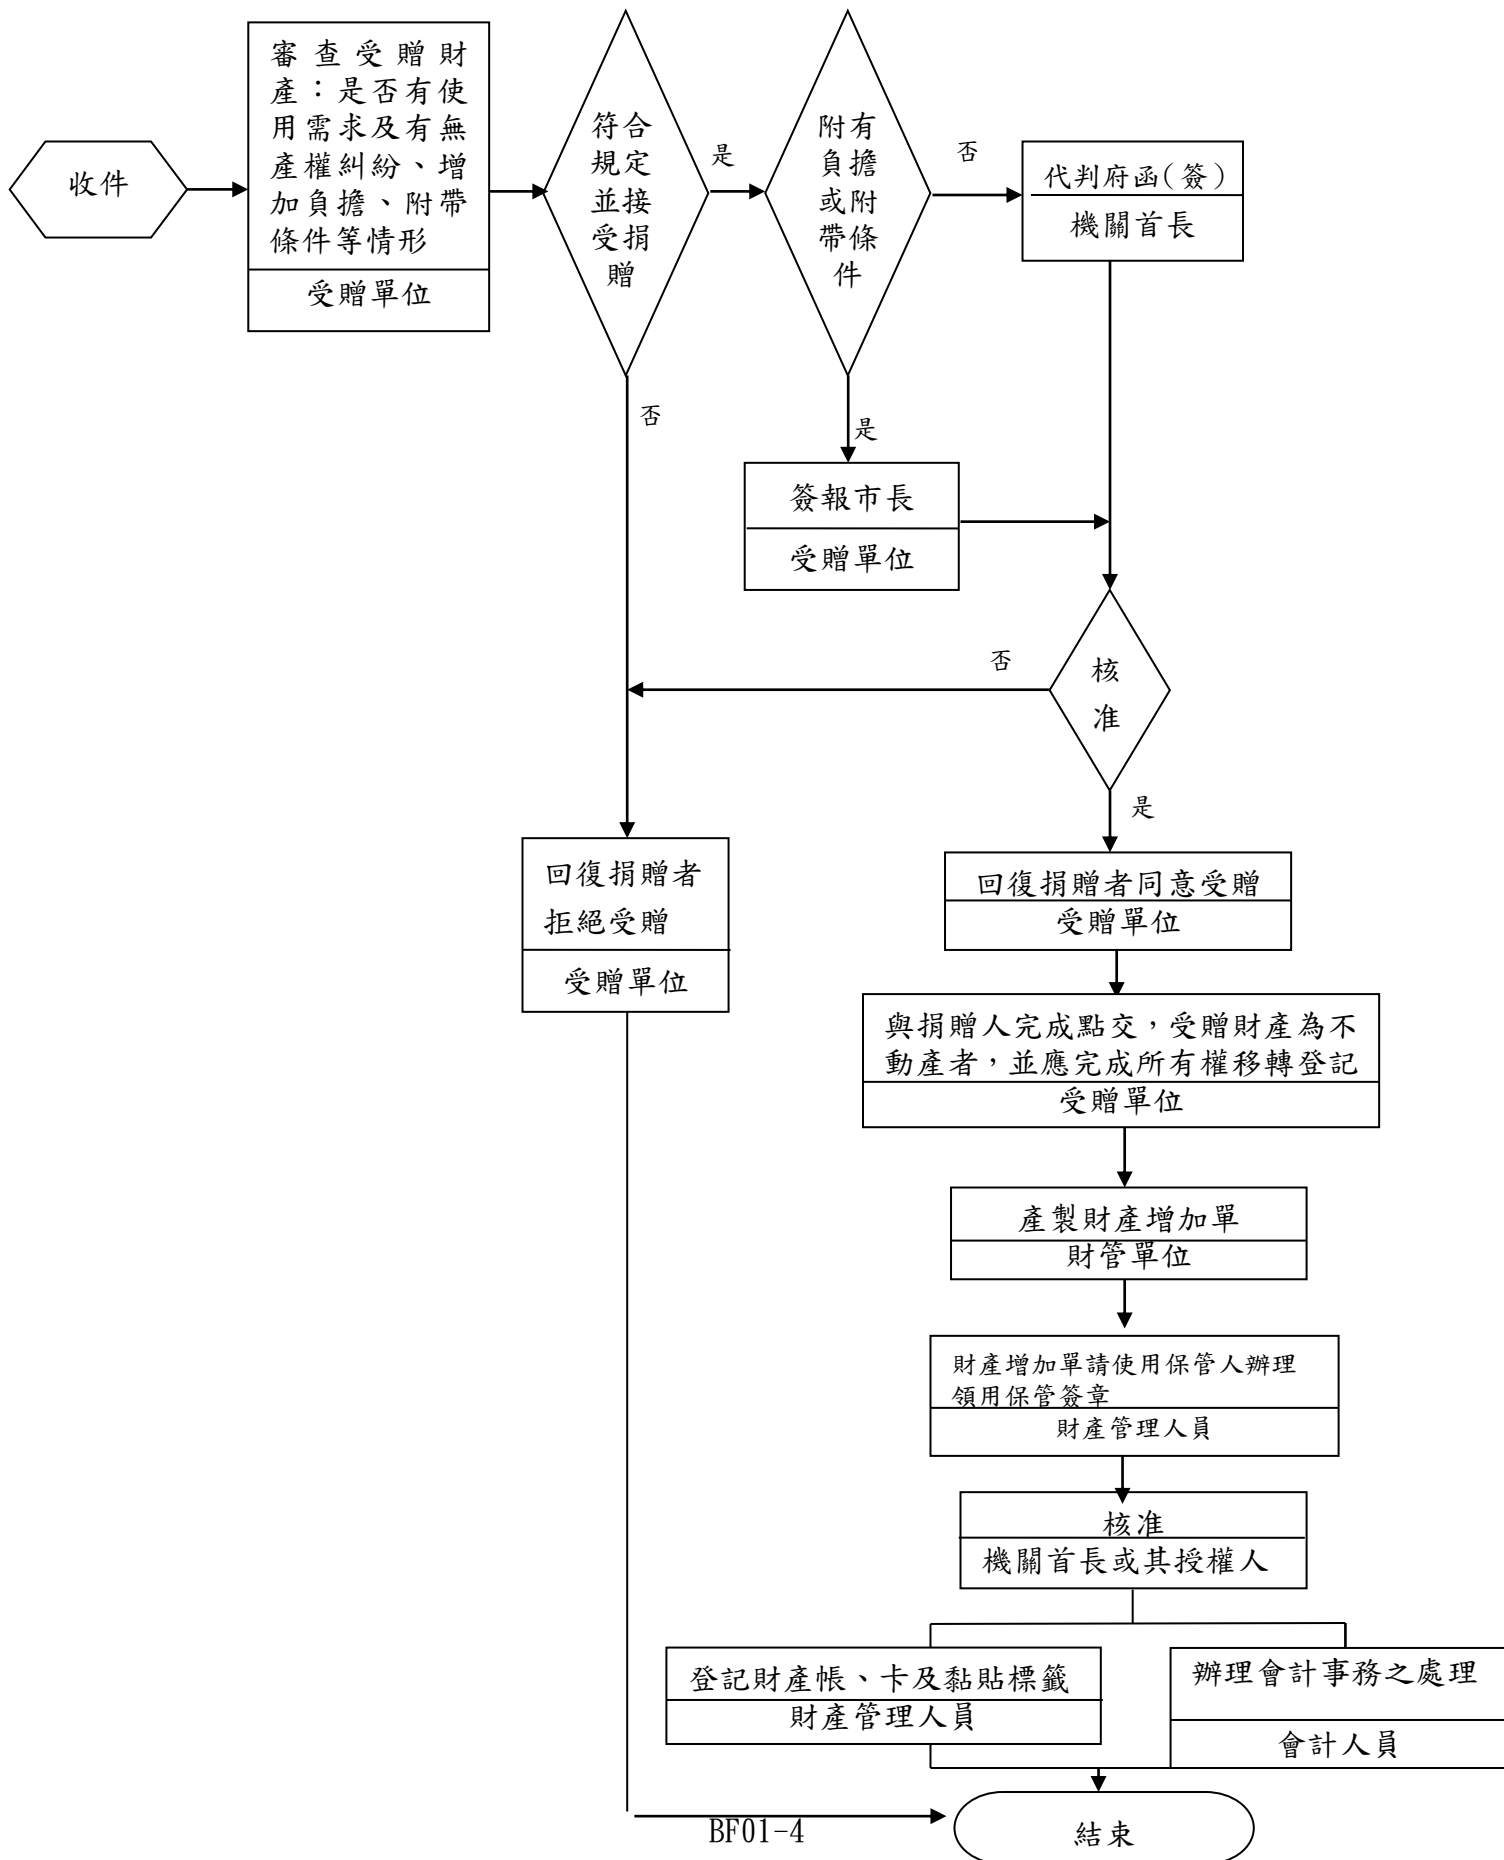 收件
審查受贈財
產：是否有使
用需求及有無
產權糾紛、增
加負擔、附帶
條件等情形
受贈單位
符合
規定
並接
受捐
贈
是
附有
負擔
或附
帶條
件
否
代判府函(簽)
機關首長
否
是
簽報市長
受贈單位
否
核
准
是
回復捐贈者
拒絕受贈
受贈單位
回復捐贈者同意受贈
受贈單位
與捐贈人完成點交，受贈財產為不
動產者，並應完成所有權移轉登記
受贈單位
產製財產增加單
財管單位
財產增加單請使用保管人辦理
領用保管簽章
財產管理人員
核准
機關首長或其授權人
登記財產帳、卡及黏貼標籤
財產管理人員
辦理會計事務之處理
會計人員
BF01-4
結束